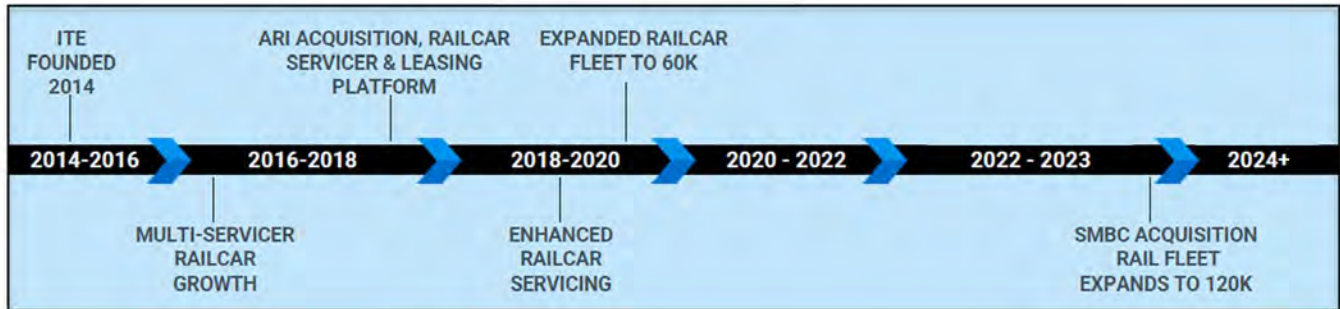 ITE
FOUNDED
2014
ARI ACQUISITION, RAILCAR
SERVICER & LEASING
PLATFORM
EXPANDED RAILCAR
FLEET TO 60K
2014-2016
2016-2018
2018-2020
2020 - 2022
2022 - 2023
2024+
MULTI-SERVICER
RAILCAR
GROWTH
ENHANCED
RAILCAR
SERVICING
SMBC ACQUISITION
RAIL FLEET
EXPANDS TO 120K